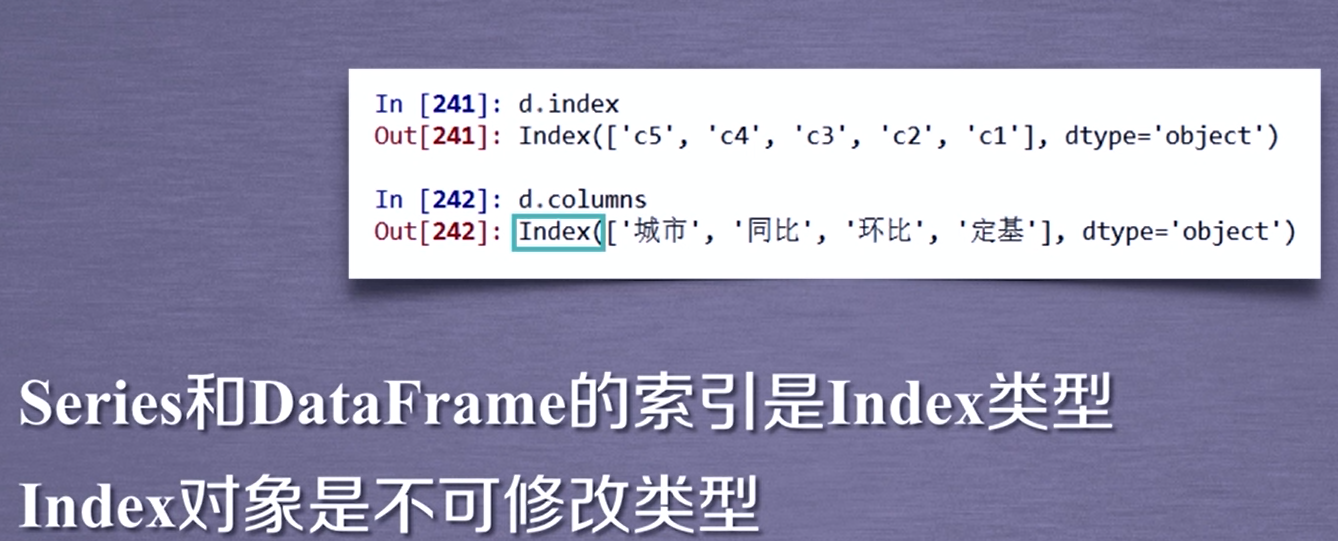 In [241]: d.index
Out[241]: Index(['c5', 'c4', 'c3', 'c2', 'c1'], dtype='object')
In [242]: d.columns
Out[242]: Index(['城市', '同比', '环比', '定基'], dtype='object')
Series和DataFrame的索引是Index类型
Index对象是不可修改类型